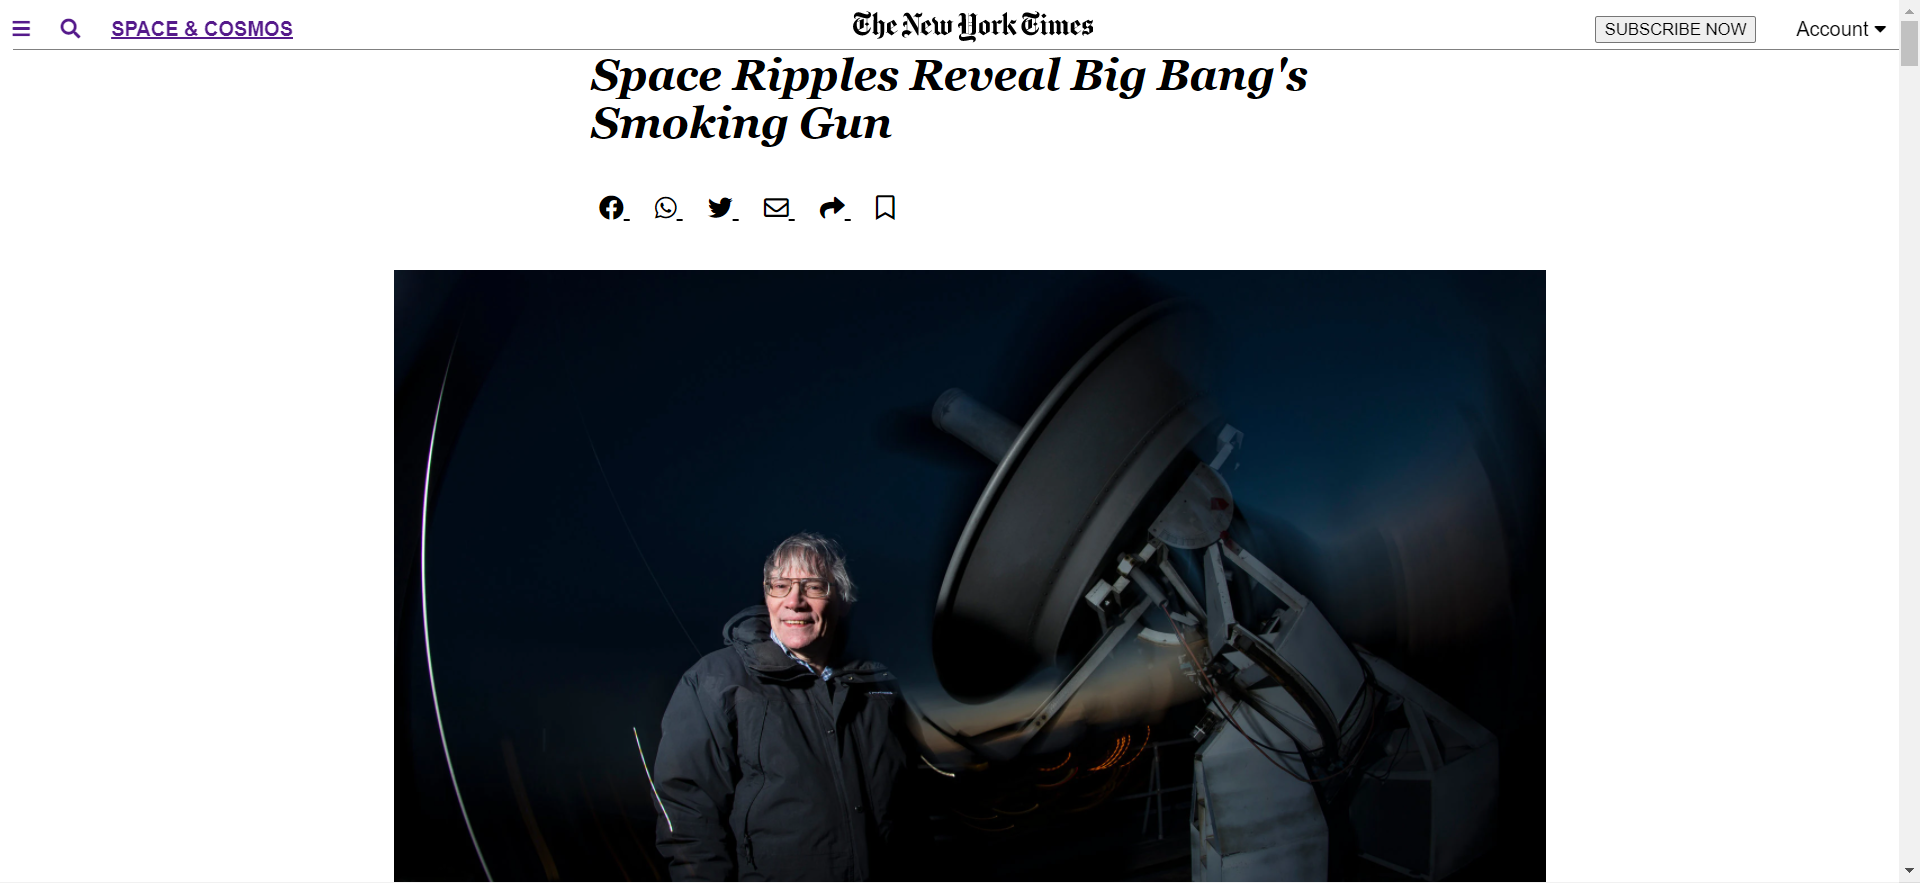 SPACE & COSMOS
The New York Times
SUBSCRIBE NOW
Account
Space Ripples Reveal Big Bang's
Smoking Gun